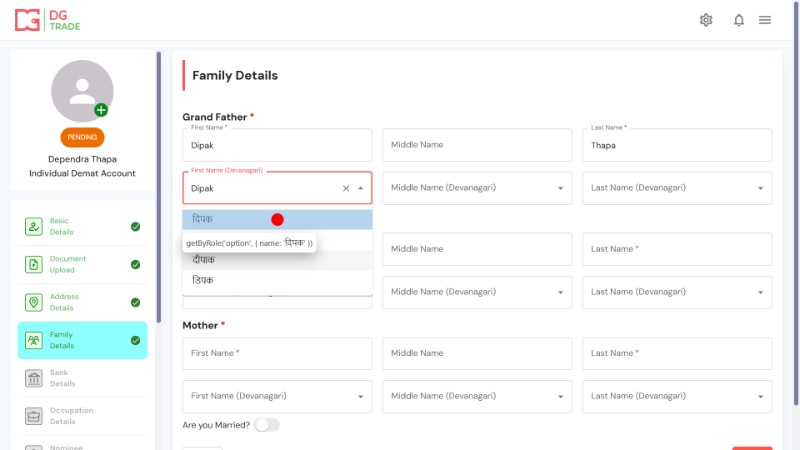 DG
TRADE
PENDING
Dependra Thapa
Individual Demat Account
Basic
Details
Document
Upload
Address
Details
Family
Details
Bank
Details
Occupation
Details
Nominee
Family Details
Grand Father *
First Name *
Dipak
Middle Name
Last Name *
Thapa
First Name (Devanagari)
Dipak
Middle Name (Devanagari)
Last Name (Devanagari)
दिपक
getByRole('option', { name: 'दिपक' })
दीपाक
ठिपक
Middle Name
Last Name *
Middle Name (Devanagari)
Last Name (Devanagari)
Mother *
First Name *
Middle Name
Last Name *
First Name (Devanagari)
Middle Name (Devanagari)
Last Name (Devanagari)
Are you Married?